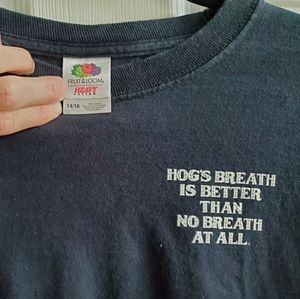 FRUIT OF THE LOOM
HEAVY
COTTON
14/16
HOG'S BREATH
IS BETTER
THAN
NO BREATH
AT ALL